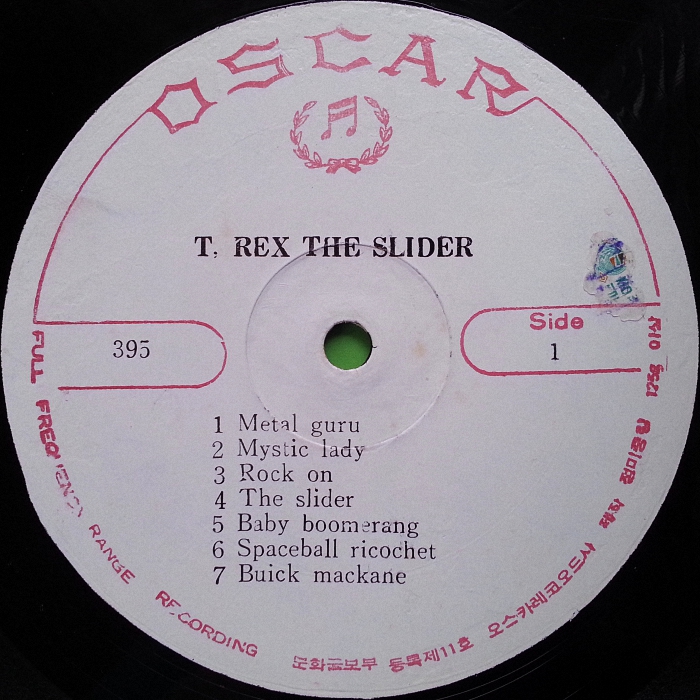 OSCAR
T. REX THE SLIDER
395
Side
1
1 Metal guru
2 Mystic lady
3 Rock on
4 The slider
5 Baby boomerang
6 Spaceball ricochet
7 Buick mackane
FULL FREQUENCY RANGE RECORDING
문화공보부 등록제11호 오스카레코오드사